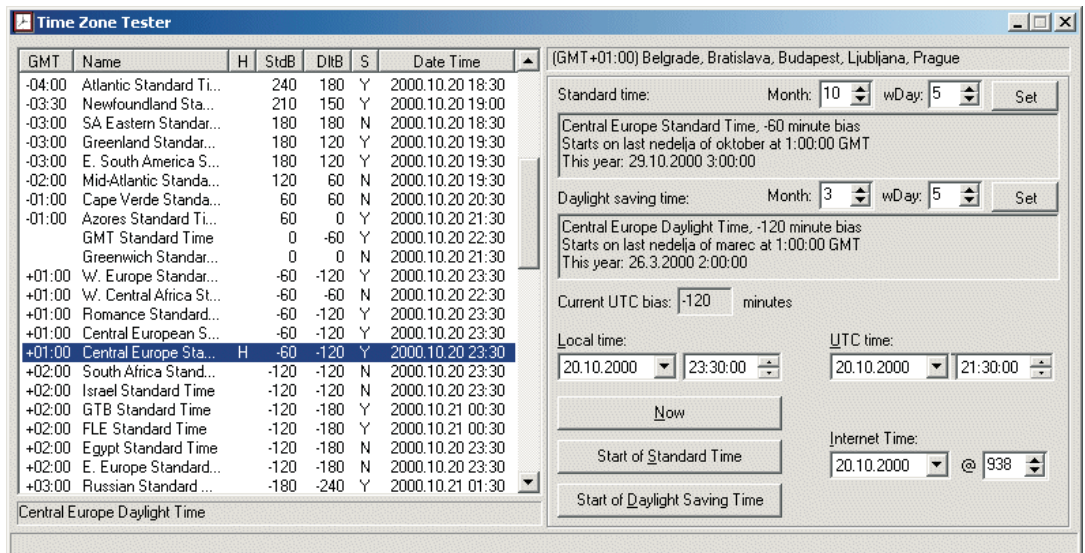 Time Zone Tester
GMT Name H StdB DltB S Date Time
-04:00 Atlantic Standard Ti... 240 180 Y 2000.10.20 18:30
-03:30 Newfoundland Sta... 210 150 Y 2000.10.20 19:00
-03:00 SA Eastern Standar... 180 180 N 2000.10.20 18:30
-03:00 Greenland Standar... 180 120 Y 2000.10.20 19:30
-03:00 E. South America S... 180 120 Y 2000.10.20 19:30
-02:00 Mid-Atlantic Standa... 120 60 N 2000.10.20 19:30
-01:00 Cape Verde Standa... 60 60 N 2000.10.20 20:30
-01:00 Azores Standard Ti... 60 0 Y 2000.10.20 21:30
GMT Standard Time 0 -60 Y 2000.10.20 22:30
Greenwich Standar... 0 0 N 2000.10.20 21:30
+01:00 W. Europe Standar... -60 -120 Y 2000.10.20 23:30
+01:00 W. Central Africa St... -60 -60 N 2000.10.20 22:30
+01:00 Romance Standard... -60 -120 Y 2000.10.20 23:30
+01:00 Central European S... -60 -120 Y 2000.10.20 23:30
+01:00 Central Europe Sta... H -60 -120 Y 2000.10.20 23:30
+02:00 South Africa Stand... -120 -120 N 2000.10.20 23:30
+02:00 Israel Standard Time -120 -120 N 2000.10.20 23:30
+02:00 GTB Standard Time -120 -180 Y 2000.10.21 00:30
+02:00 FLE Standard Time -120 -180 Y 2000.10.21 00:30
+02:00 Egypt Standard Time -120 -180 N 2000.10.20 23:30
+02:00 E. Europe Standard... -120 -180 N 2000.10.20 23:30
+03:00 Russian Standard ... -180 -240 Y 2000.10.21 01:30
Central Europe Daylight Time
(GMT+01:00) Belgrade, Bratislava, Budapest, Ljubljana, Prague
Standard time: Month: 10 wDay: 5 Set
Central Europe Standard Time, -60 minute bias
Starts on last nedelja of oktober at 1:00:00 GMT
This year: 29.10.2000 3:00:00
Daylight saving time: Month: 3 wDay: 5 Set
Central Europe Daylight Time, -120 minute bias
Starts on last nedelja of marec at 1:00:00 GMT
This year: 26.3.2000 2:00:00
Current UTC bias: -120 minutes
Local time: UTC time:
20.10.2000 23:30:00 20.10.2000 21:30:00
Now
Start of Standard Time
Internet Time:
20.10.2000 @ 938
Start of Daylight Saving Time